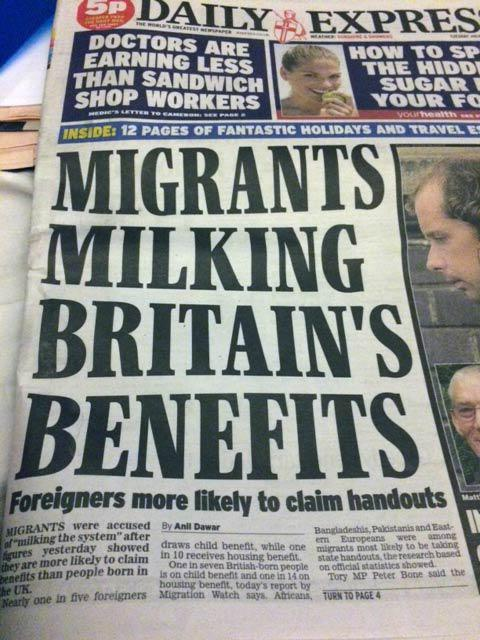 5p
DAILY EXPRES
THE WORLD'S GREATEST NEWSPAPER
WEATHER: SUNSHINE & SHOWERS
DOCTORS ARE
EARNING LESS
THAN SANDWICH
SHOP WORKERS
MEDIC'S LETTER TO CAMERON: SEE PAGE
HOW TO SP
THE HIDD
SUGAR I
YOUR FO
yourhealth
INSIDE: 12 PAGES OF FANTASTIC HOLIDAYS AND TRAVEL
MIGRANTS
MILKING
BRITAIN'S
BENEFITS
Foreigners more likely to claim handouts
MIGRANTS were accused
of "milking the system" after
figures yesterday showed
they are more likely to claim
benefits than people born in
the UK.
Nearly one in five foreigners
By Anil Dawar
draws child benefit, while one
in 10 receives housing benefit.
One in seven British-born people
is on child benefit and one in 14 on
housing benefit, today's report by
Migration Watch says. Africans,
Bangladeshis, Pakistanis and East-
ern Europeans were among
migrants most likely to be taking
state handouts, the research based
on official statistics showed.
Tory MP Peter Bone said the
TURN TO PAGE 4
Matt